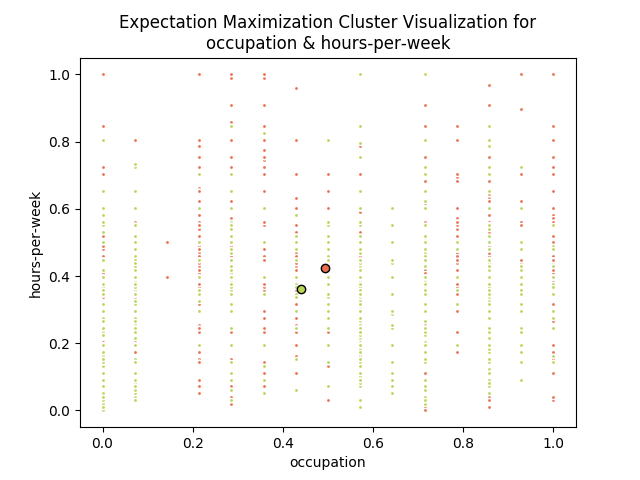 Expectation Maximization Cluster Visualization for
occupation & hours-per-week
1.0
0.8
0.6
0.4
0.2
0.0
hours-per-week
0.0 0.2 0.4 0.6 0.8 1.0
occupation